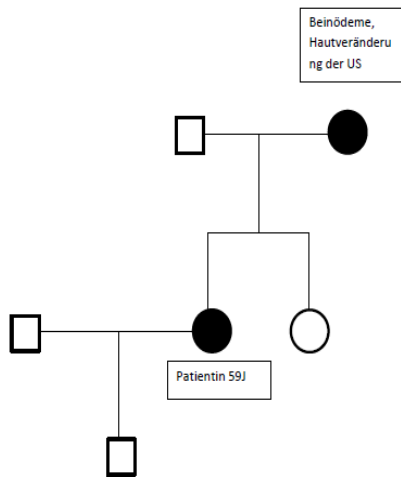 Beinödeme,
Hautveränderu
ng der US
Patientin 59J